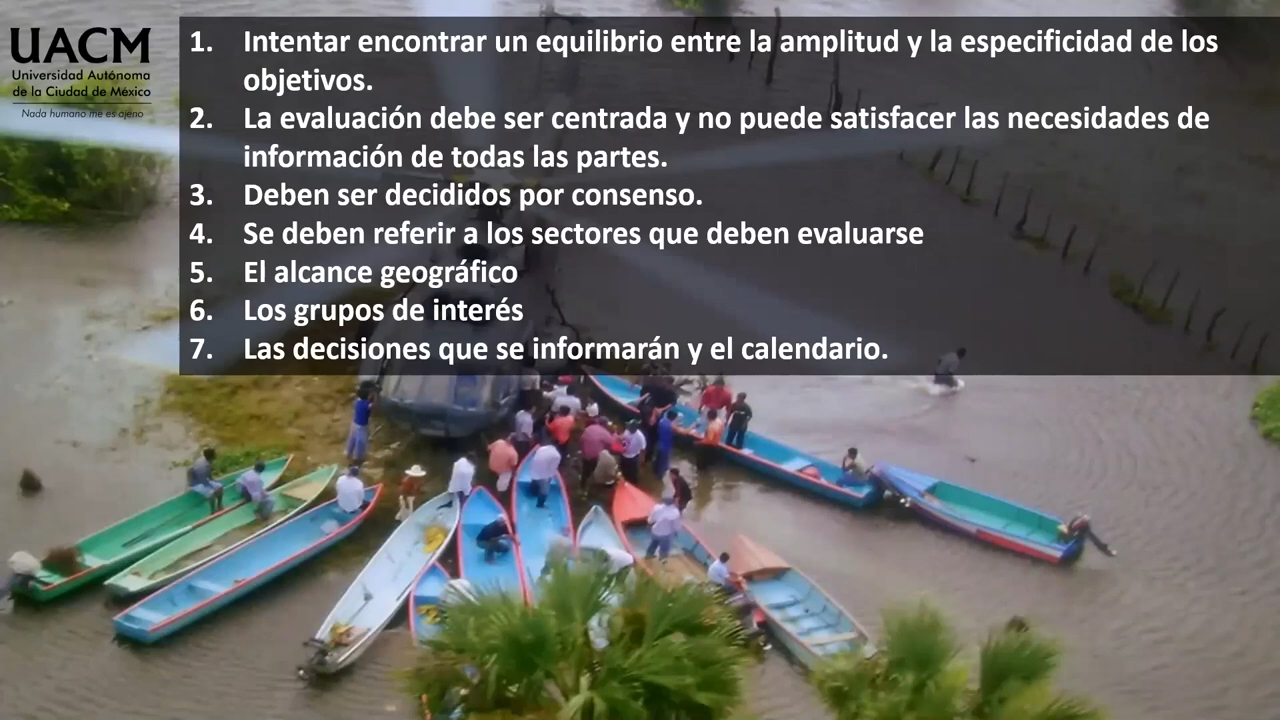 UACM
Universidad Autónoma
de la Ciudad de México
Nada humano me es ajeno
1. Intentar encontrar un equilibrio entre la amplitud y la especificidad de los
objetivos.
2. La evaluación debe ser centrada y no puede satisfacer las necesidades de
información de todas las partes.
3. Deben ser decididos por consenso.
4. Se deben referir a los sectores que deben evaluarse
5. El alcance geográfico
6. Los grupos de interés
7. Las decisiones que se informarán y el calendario.